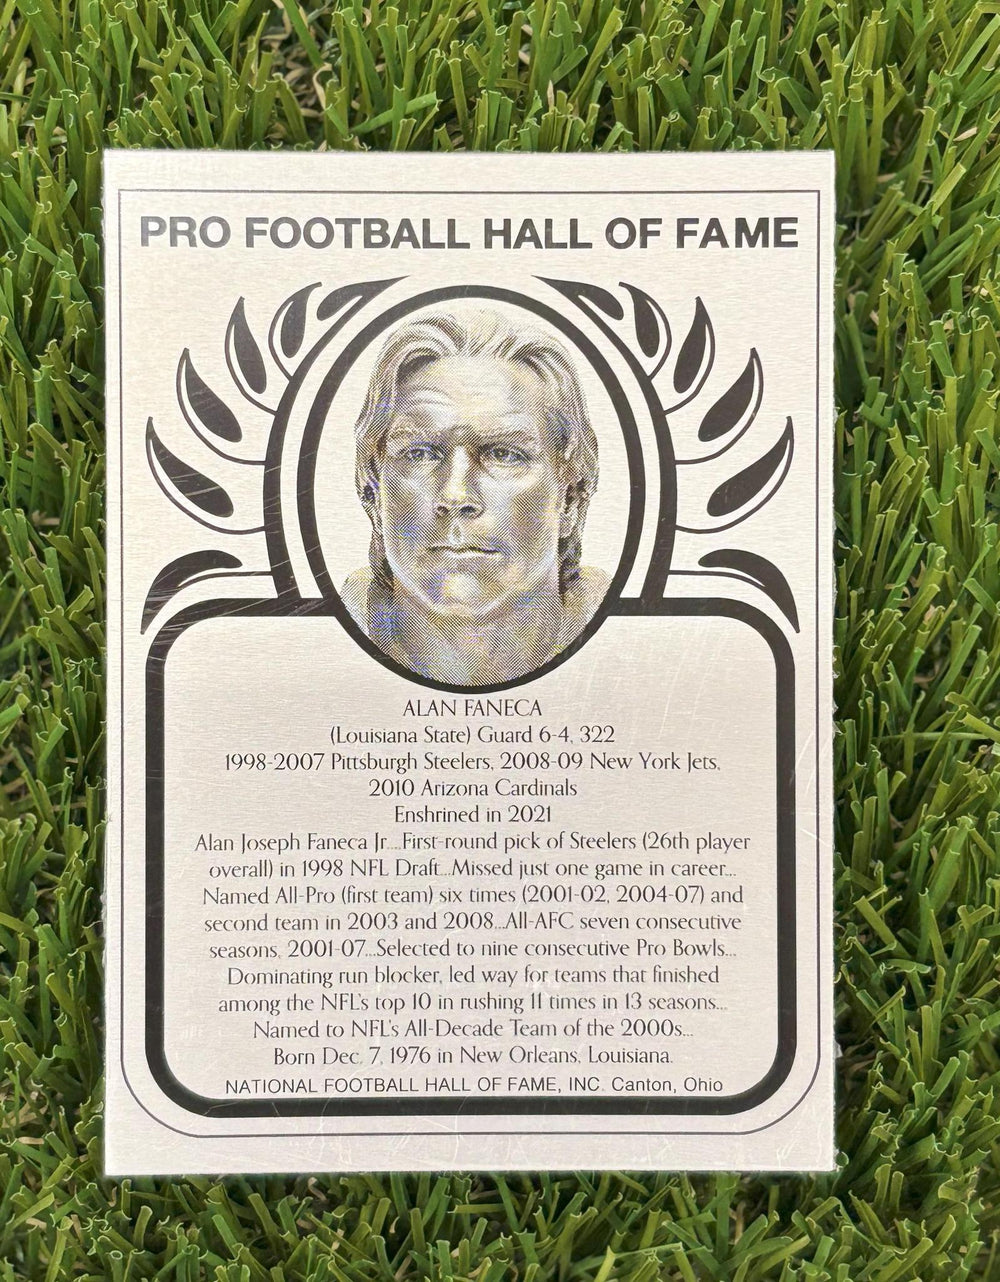 PRO FOOTBALL HALL OF FAME
ALAN FANECA
(Louisiana State) Guard 6-4, 322
1998-2007 Pittsburgh Steelers, 2008-09 New York Jets,
2010 Arizona Cardinals
Enshrined in 2021
Alan Joseph Faneca Jr....First-round pick of Steelers (26th player
overall) in 1998 NFL Draft...Missed just one game in career...
Named All-Pro (first team) six times (2001-02, 2004-07) and
second team in 2003 and 2008...All-AFC seven consecutive
seasons, 2001-07...Selected to nine consecutive Pro Bowls...
Dominating run blocker, led way for teams that finished
among the NFL's top 10 in rushing 11 times in 13 seasons...
Named to NFL's All-Decade Team of the 2000s...
Born Dec. 7, 1976 in New Orleans, Louisiana.
NATIONAL FOOTBALL HALL OF FAME, INC. Canton, Ohio